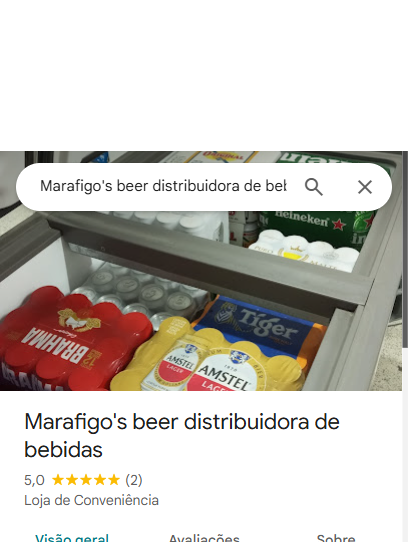 Marafigo's beer distribuidora de beb
Heineken
Tiger
BRAHMA
AMSTEL
LAGER
AMSTEL
LAGER
Marafigo's beer distribuidora de
bebidas
5,0 ★★★★★ (2)
Loja de Conveniência
Visão geral Avaliações Sobre